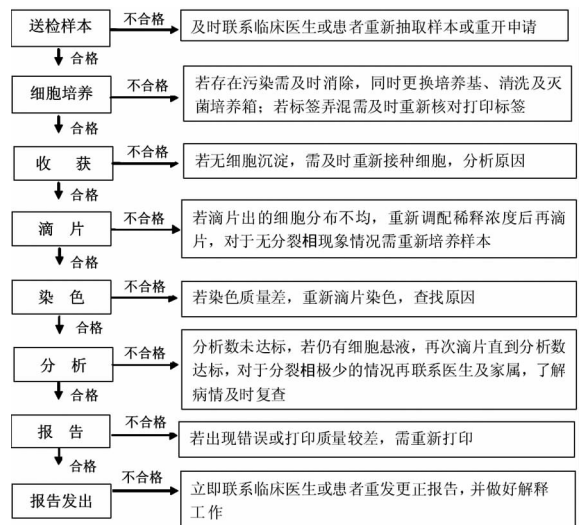 送检样本
不合格
及时联系临床医生或患者重新抽取样本或重开申请
合格
细胞培养
不合格
若存在污染需及时消除，同时更换培养基、清洗及灭
菌培养箱；若标签弄混需及时重新核对打印标签
合格
收 获
不合格
若无细胞沉淀，需及时重新接种细胞，分析原因
合格
滴 片
不合格
若滴片出的细胞分布不均，重新调配稀释浓度后再滴
片，对于无分裂相现象情况需重新培养样本
合格
染 色
不合格
若染色质量差，重新滴片染色，查找原因
合格
分 析
不合格
分析数未达标，若仍有细胞悬液，再次滴片直到分析数
达标，对于分裂相极少的情况再联系医生及家属，了解
病情及时复查
合格
报 告
不合格
若出现错误或打印质量较差，需重新打印
合格
报告发出
不合格
立即联系临床医生或患者重发更正报告，并做好解释
工作